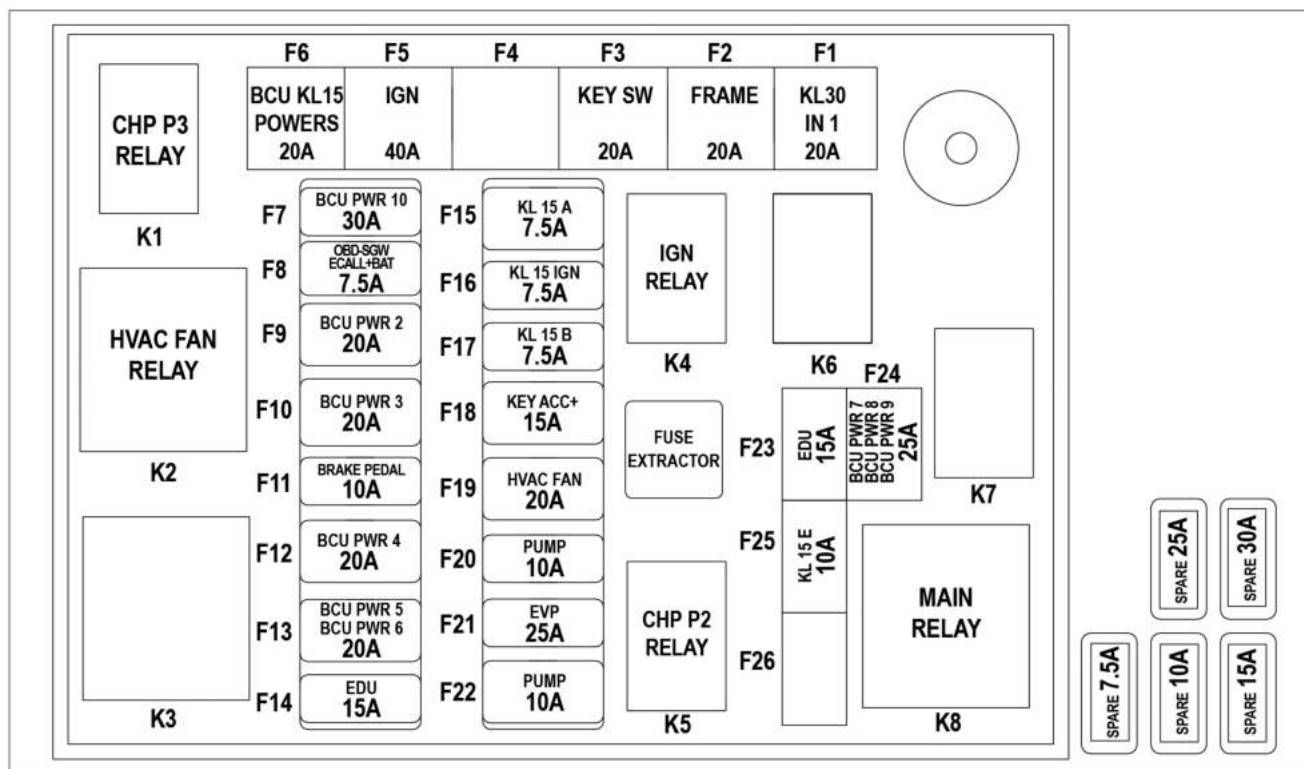 F6 F5 F4 F3 F2 F1
BCU KL15
POWERS
20A
IGN
40A
KEY SW
20A
FRAME
20A
KL30
IN 1
20A
CHP P3
RELAY
K1
HVAC FAN
RELAY
K2
K3
F7
BCU PWR 10
30A
F8
OBD-SGW
ECALL+BAT
7.5A
F9
BCU PWR 2
20A
F10
BCU PWR 3
20A
F11
BRAKE PEDAL
10A
F12
BCU PWR 4
20A
F13
BCU PWR 5
BCU PWR 6
20A
F14
EDU
15A
F15
KL 15 A
7.5A
F16
KL 15 IGN
7.5A
F17
KL 15 B
7.5A
F18
KEY ACC+
15A
F19
HVAC FAN
20A
F20
PUMP
10A
F21
EVP
25A
F22
PUMP
10A
IGN
RELAY
K4
FUSE
EXTRACTOR
CHP P2
RELAY
K5
K6
F23
EDU
15A
F24
BCU PWR 7
BCU PWR 8
BCU PWR 9
25A
F25
KL 15 E
10A
F26
K7
MAIN
RELAY
K8
SPARE 25A
SPARE 30A
SPARE 7.5A
SPARE 10A
SPARE 15A